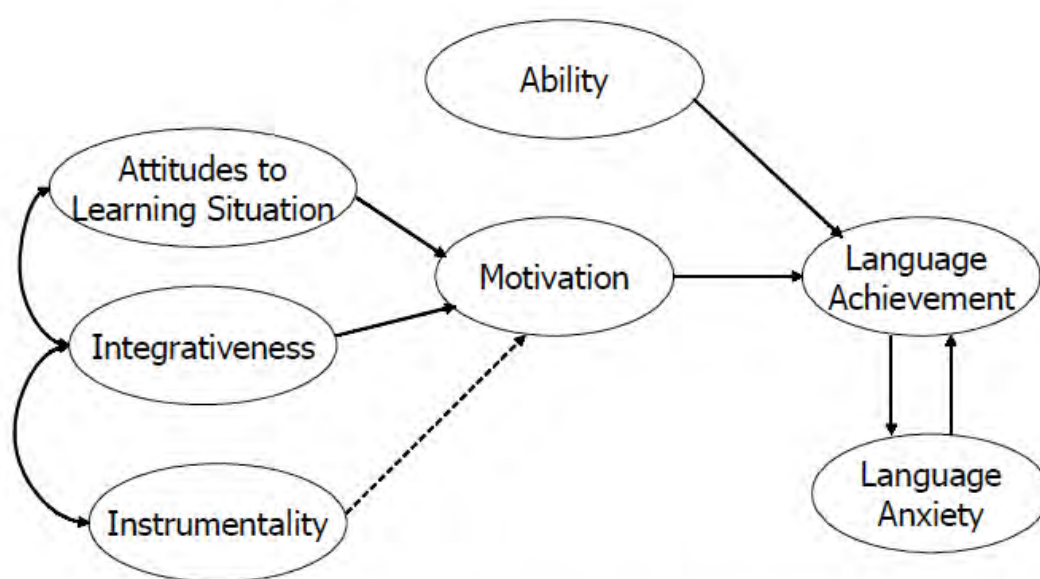 Ability
Attitudes to
Learning Situation
Motivation
Language
Achievement
Integrativeness
Instrumentality
Language
Anxiety